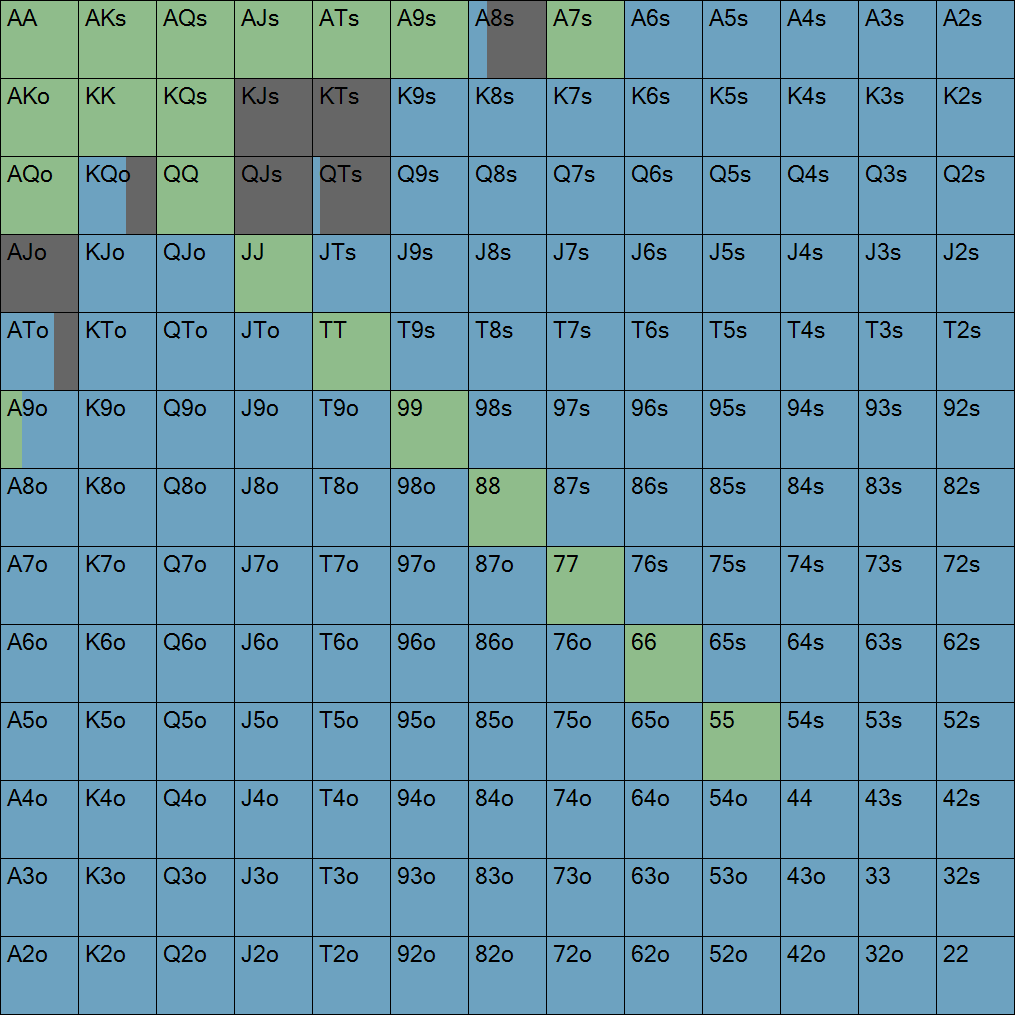 AA AKs AQs AJs ATs A9s A8s A7s A6s A5s A4s A3s A2s
AKo KK KQs KJs KTs K9s K8s K7s K6s K5s K4s K3s K2s
AQo KQo QQ QJs QTs Q9s Q8s Q7s Q6s Q5s Q4s Q3s Q2s
AJo KJo QJo JJ JTs J9s J8s J7s J6s J5s J4s J3s J2s
ATo KTo QTo JTo TT T9s T8s T7s T6s T5s T4s T3s T2s
A9o K9o Q9o J9o T9o 99 98s 97s 96s 95s 94s 93s 92s
A8o K8o Q8o J8o T8o 98o 88 87s 86s 85s 84s 83s 82s
A7o K7o Q7o J7o T7o 97o 87o 77 76s 75s 74s 73s 72s
A6o K6o Q6o J6o T6o 96o 86o 76o 66 65s 64s 63s 62s
A5o K5o Q5o J5o T5o 95o 85o 75o 65o 55 54s 53s 52s
A4o K4o Q4o J4o T4o 94o 84o 74o 64o 54o 44 43s 42s
A3o K3o Q3o J3o T3o 93o 83o 73o 63o 53o 43o 33 32s
A2o K2o Q2o J2o T2o 92o 82o 72o 62o 52o 42o 32o 22